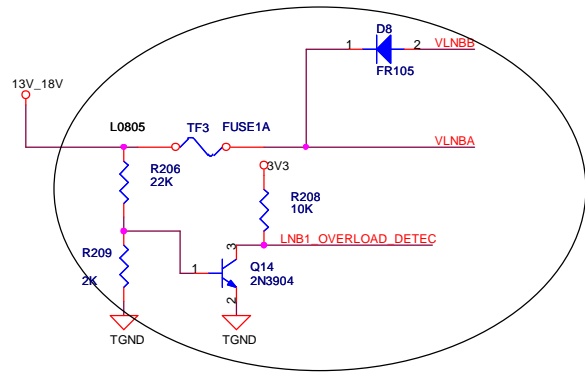 D8
1
2
VLNBB
FR105
13V_18V
L0805
TF3
FUSE1A
VLNBA
R206
22K
3V3
R208
10K
3
LNB1_OVERLOAD_DETEC
R209
2K
1
Q14
2N3904
2
TGND
TGND